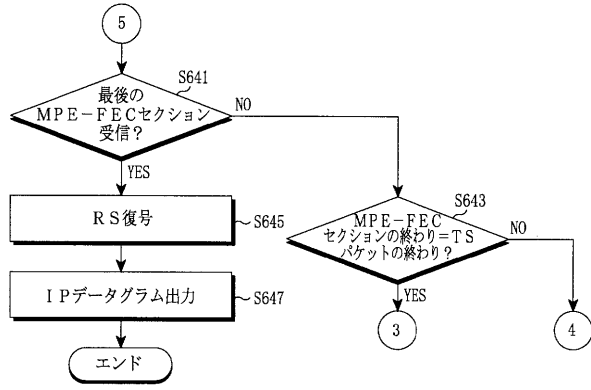 5
S641
最後の
MPE-FECセクション
受信?
NO
YES
RS復号
S645
IPデータグラム出力
S647
エンド
S643
MPE-FEC
セクションの終わり=TS
パケットの終わり?
NO
YES
3
4